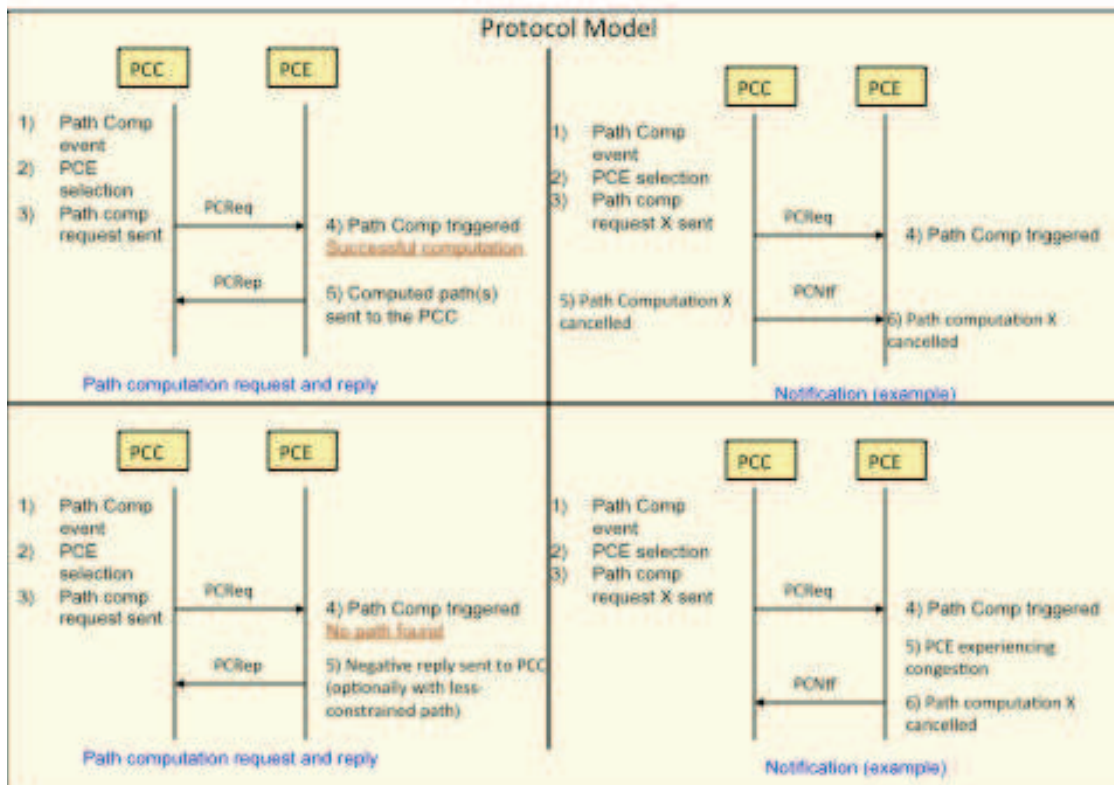 Protocol Model
PCC
PCE
1) Path Comp
event
2) PCE
selection
3) Path comp
request sent
PCReq
4) Path Comp triggered
Successful computation
PCRep
5) Computed path(s)
sent to the PCC
Path computation request and reply
PCC
PCE
1) Path Comp
event
2) PCE selection
3) Path comp
request X sent
PCReq
4) Path Comp triggered
5) Path Computation X
cancelled
PCNtf
6) Path computation X
cancelled
Notification (example)
PCC
PCE
1) Path Comp
event
2) PCE
selection
3) Path comp
request sent
PCReq
4) Path Comp triggered
No path found
PCRep
5) Negative reply sent to PCC
(optionally with less-
constrained path)
Path computation request and reply
PCC
PCE
1) Path Comp
event
2) PCE selection
3) Path comp
request X sent
PCReq
4) Path Comp triggered
5) PCE experiencing
congestion
PCNtf
6) Path computation X
cancelled
Notification (example)